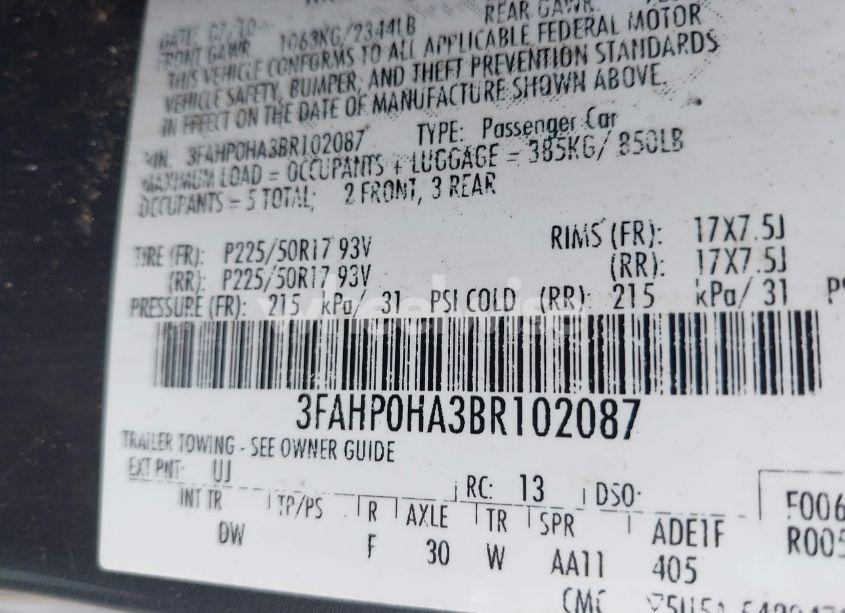 DATE: 07/10 REAR GAWR:
FRONT GAWR 1063KG/2344LB
THIS VEHICLE CONFORMS TO ALL APPLICABLE FEDERAL MOTOR
VEHICLE SAFETY, BUMPER, AND THEFT PREVENTION STANDARDS
IN EFFECT ON THE DATE OF MANUFACTURE SHOWN ABOVE.
VIN: 3FAHP0HA3BR102087 TYPE: Passenger Car
MAXIMUM LOAD = OCCUPANTS + LUGGAGE = 385KG/ 850LB
OCCUPANTS = 5 TOTAL; 2 FRONT, 3 REAR
TIRE (FR): P225/50R17 93V RIMS (FR): 17X7.5J
(RR): P225/50R17 93V (RR): 17X7.5J
PRESSURE (FR): 215 kPa/ 31 PSI COLD (RR): 215 kPa/ 31
3FAHP0HA3BR102087
TRAILER TOWING - SEE OWNER GUIDE
EXT PNT: UJ RC: 13 DSO:
INT TR TP/PS R AXLE TR SPR ADE1F F006
DW F 30 W AA11 405 R005